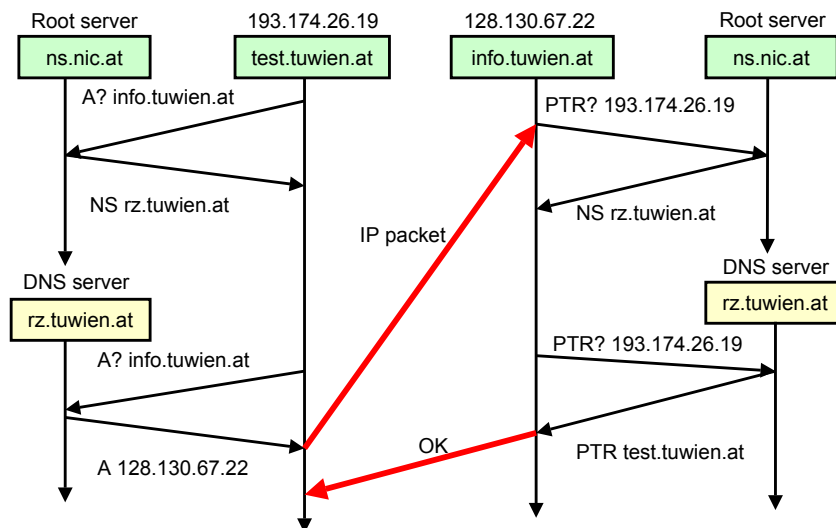 Root server
193.174.26.19
128.130.67.22
Root server
ns.nic.at
test.tuwien.at
info.tuwien.at
ns.nic.at
A? info.tuwien.at
PTR? 193.174.26.19
NS rz.tuwien.at
NS rz.tuwien.at
IP packet
DNS server
DNS server
rz.tuwien.at
rz.tuwien.at
A? info.tuwien.at
PTR? 193.174.26.19
OK
A 128.130.67.22
PTR test.tuwien.at